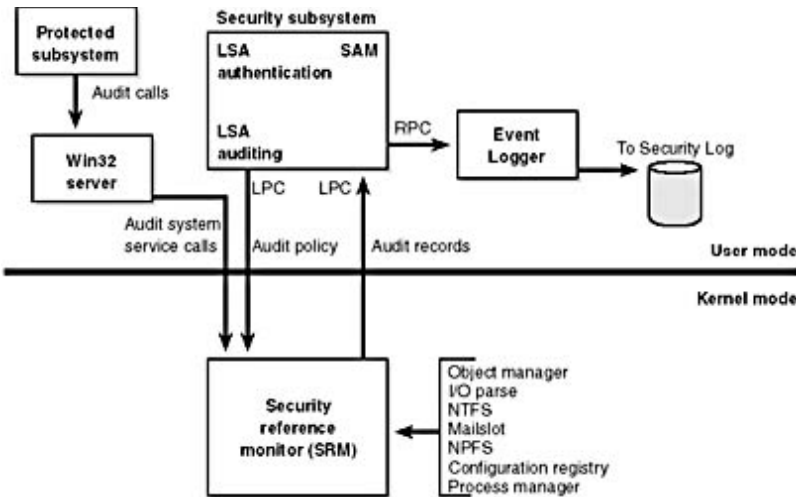 Protected
subsystem
Audit calls
Win32
server
Audit system
service calls
Security subsystem
LSA SAM
authentication
LSA
auditing
LPC LPC
Audit policy Audit records
RPC
Event
Logger
To Security Log
User mode
Kernel mode
Security
reference
monitor (SRM)
Object manager
I/O parse
NTFS
Mailslot
NPFS
Configuration registry
Process manager